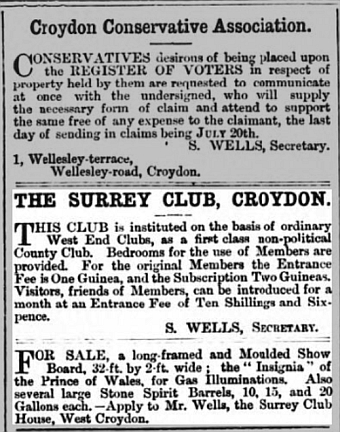 Croydon Conservative Association.
CONSERVATIVES desirous of being placed upon
the REGISTER OF VOTERS in respect of
property held by them are requested to communicate
at once with the undersigned, who will supply
the necessary form of claim and attend to support
the same free of any expense to the claimant, the last
day of sending in claims being JULY 20th.
S. WELLS, Secretary.
1, Wellesley-terrace,
Wellesley-road, Croydon.
THE SURREY CLUB, CROYDON.
THIS CLUB is instituted on the basis of ordinary
West End Clubs, as a first class non-political
County Club. Bedrooms for the use of Members are
provided. For the original Members the Entrance
Fee is One Guinea, and the Subscription Two Guineas.
Visitors, friends of Members, can be introduced for a
month at an Entrance Fee of Ten Shillings and Six-
pence.
S. WELLS, SECRETARY.
FOR SALE, a long-framed and Moulded Show
Board, 32-ft. by 2-ft. wide; the "Insignia" of
the Prince of Wales, for Gas Illuminations. Also
several large Stone Spirit Barrels, 10, 15, and 20
Gallons each.—Apply to Mr. Wells, the Surrey Club
House, West Croydon.